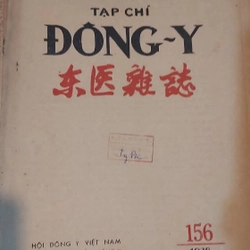 TẠP CHÍ
ĐÔNG-Y
东医雜誌
HỘI ĐÔNG Y VIỆT NAM
156